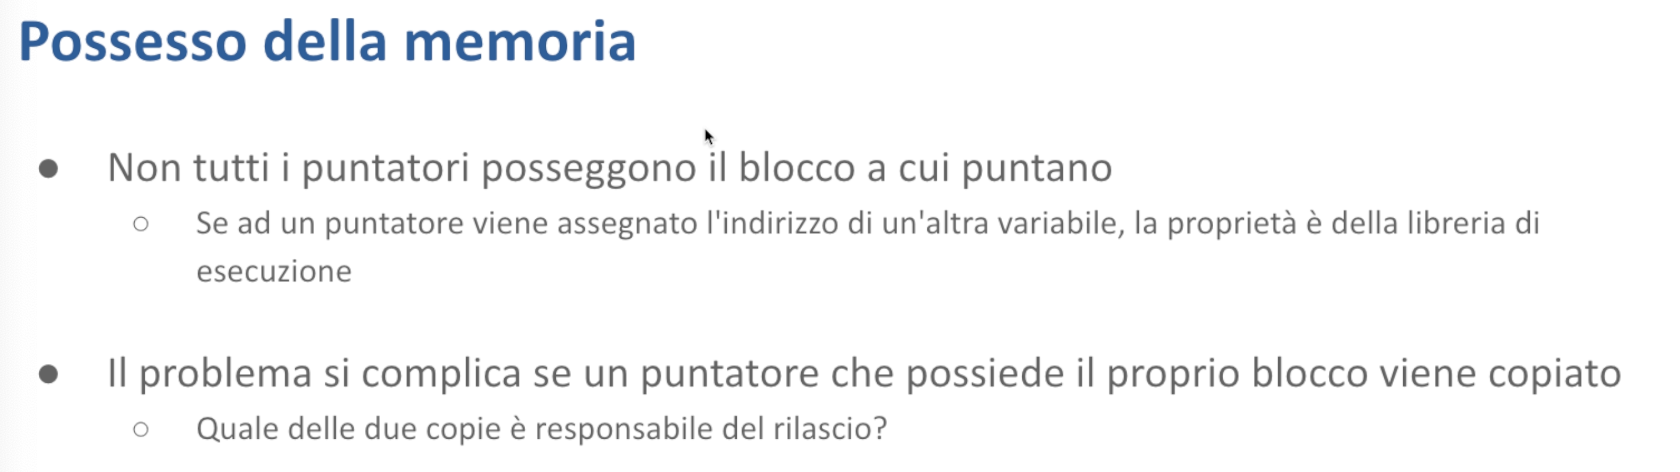 Possesso della memoria
● Non tutti i puntatori posseggono il blocco a cui puntano
○ Se ad un puntatore viene assegnato l'indirizzo di un'altra variabile, la proprietà è della libreria di
esecuzione
● Il problema si complica se un puntatore che possiede il proprio blocco viene copiato
○ Quale delle due copie è responsabile del rilascio?